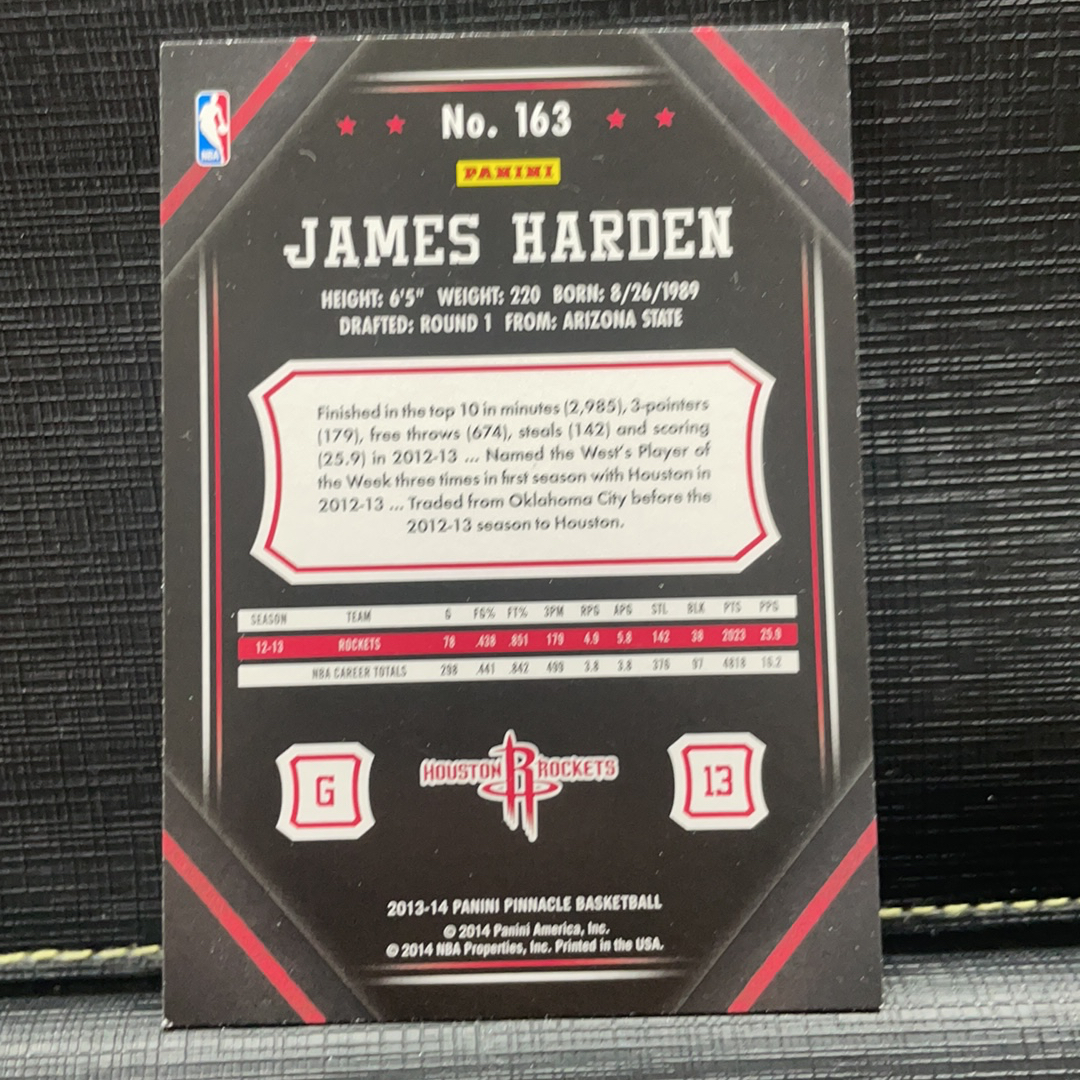 No. 163
NBA
PANINI
JAMES HARDEN
HEIGHT: 6'5" WEIGHT: 220 BORN: 8/26/1989
DRAFTED: ROUND 1 FROM: ARIZONA STATE
Finished in the top 10 in minutes (2,985), 3-pointers
(179), free throws (674), steals (142) and scoring
(25.9) in 2012-13 ... Named the West's Player of
the Week three times in first season with Houston in
2012-13 ... Traded from Oklahoma City before the
2012-13 season to Houston.
SEASON TEAM G FG% FT% 3PM RPG APG STL BLK PTS PPG
12-13 ROCKETS 78 .438 .851 179 4.9 5.8 142 38 2023 25.9
NBA CAREER TOTALS 298 .441 .842 499 3.8 3.8 376 97 4818 16.2
G HOUSTON R ROCKETS 13
2013-14 PANINI PINNACLE BASKETBALL
© 2014 Panini America, Inc.
© 2014 NBA Properties, Inc. Printed in the USA.